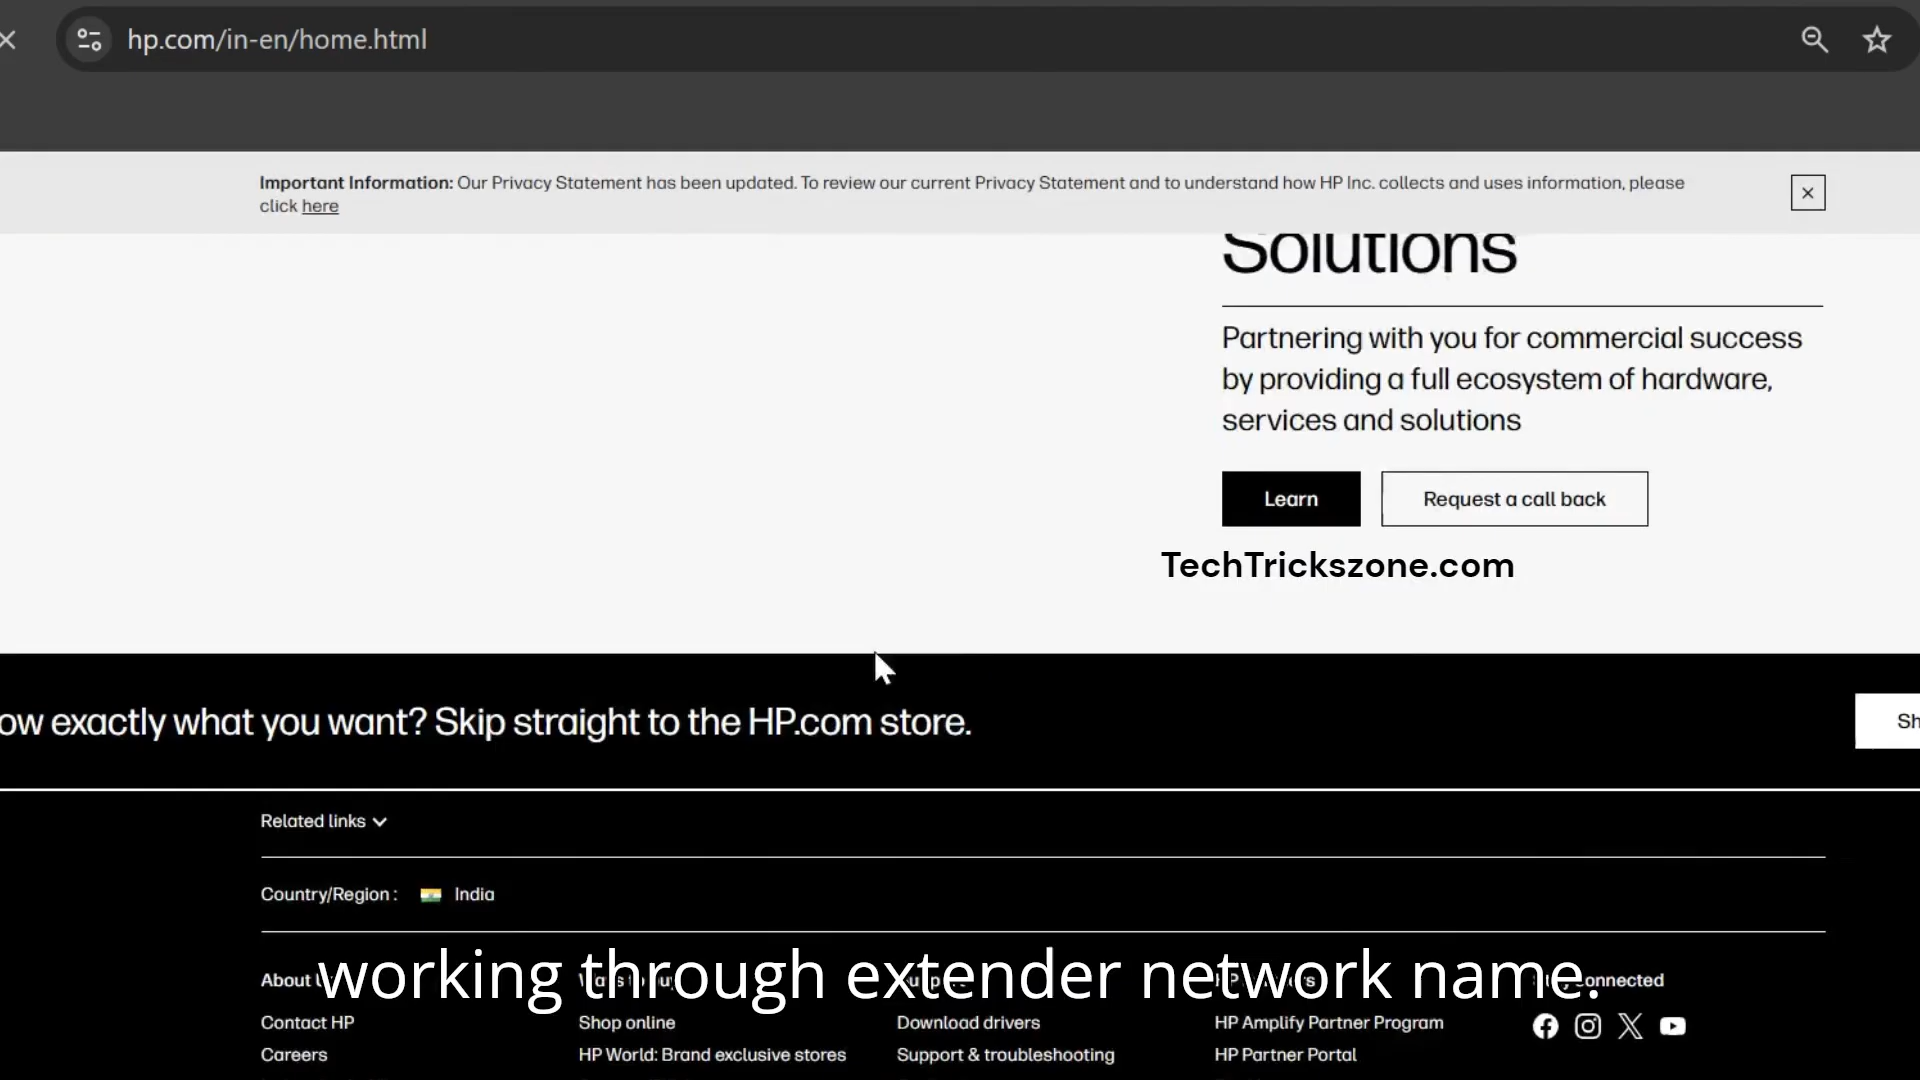 hp.com/in-en/home.html
Important Information: Our Privacy Statement has been updated. To review our current Privacy Statement and to understand how HP Inc. collects and uses information, please
click here
Solutions
Partnering with you for commercial success
by providing a full ecosystem of hardware,
services and solutions
Learn
Request a call back
TechTrickszone.com
exactly what you want? Skip straight to the HP.com store.
Related links
Country/Region :
India
working through extender network name.
About
Contact HP
Shop online
Download drivers
HP Amplify Partner Program
Careers
HP World: Brand exclusive stores
Support & troubleshooting
HP Partner Portal